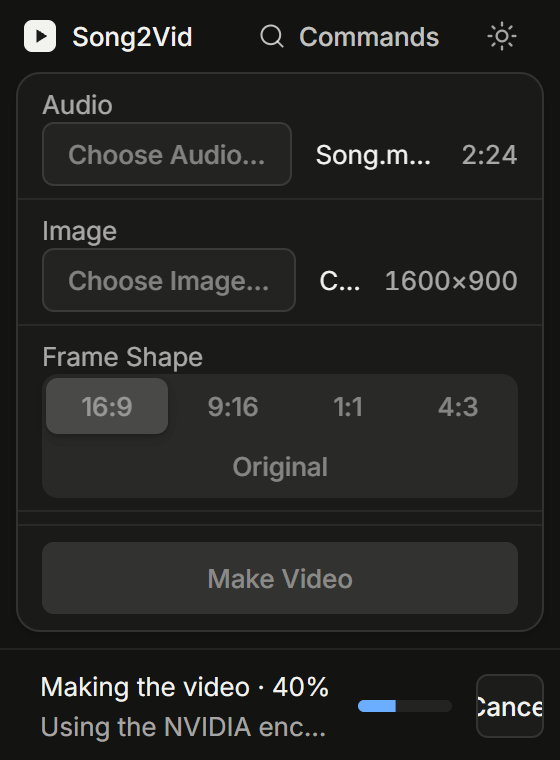 Song2Vid Commands
Audio
Choose Audio... Song.m... 2:24
Image
Choose Image... C... 1600×900
Frame Shape
16:9 9:16 1:1 4:3
Original
Make Video
Making the video · 40%
Using the NVIDIA enc...
Cance